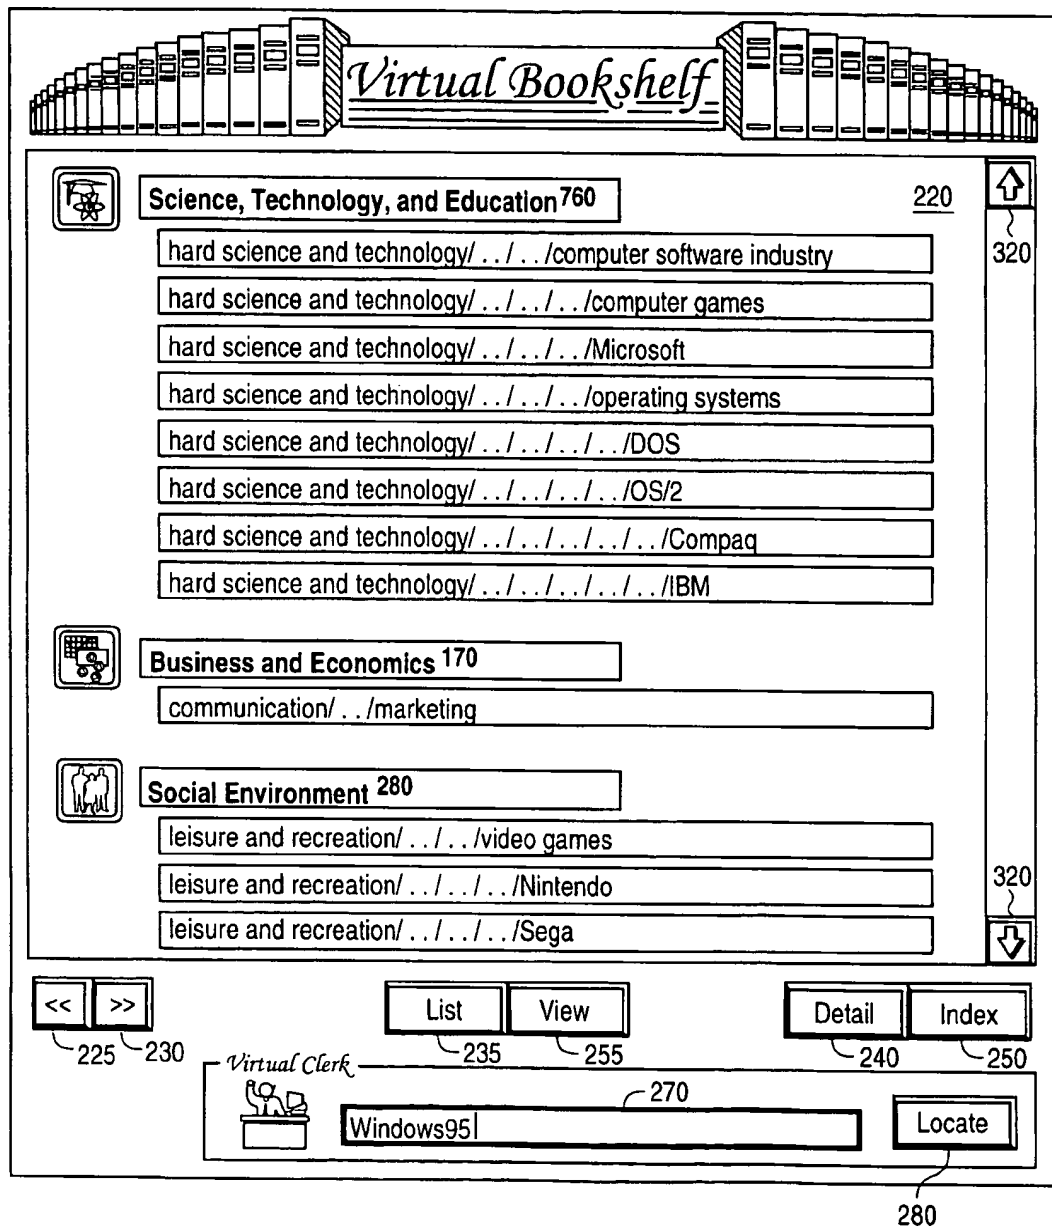 Virtual Bookshelf
Science, Technology, and Education 760
220
320
hard science and technology/ . . / . . /computer software industry
hard science and technology/ . . / . . / . . /computer games
hard science and technology/ . . / . . / . . /Microsoft
hard science and technology/ . . / . . / . . /operating systems
hard science and technology/ . . / . . / . . / . . /DOS
hard science and technology/ . . / . . / . . / . . /OS/2
hard science and technology/ . . / . . / . . / . . / . . /Compaq
hard science and technology/ . . / . . / . . / . . / . . /IBM
Business and Economics 170
communication/ . . /marketing
Social Environment 280
leisure and recreation/ . . / . . /video games
leisure and recreation/ . . / . . / . . /Nintendo
320
leisure and recreation/ . . / . . / . . /Sega
<< >> List View Detail Index
225 230 235 255 240 250
Virtual Clerk
270
Windows95
Locate
280